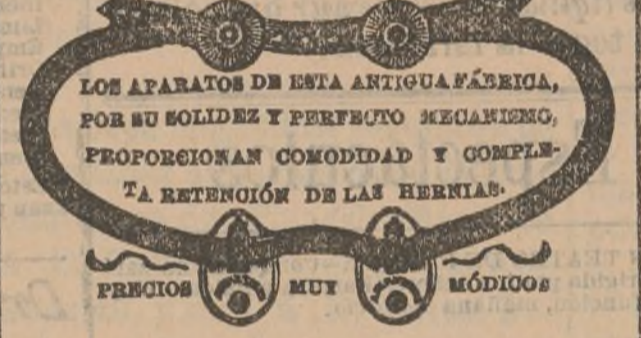 LOS APARATOS DE ESTA ANTIGUA FÁBRICA,
POR SU SOLIDEZ Y PERFECTO MECANISMO,
PROPORCIONAN COMODIDAD Y COMPLE-
TA RETENCIÓN DE LAS HERNIAS.
PRECIOS MUY MÓDICOS